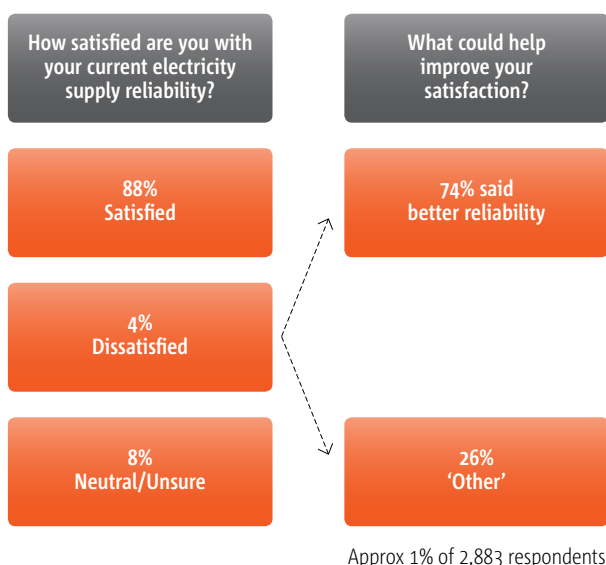 How satisfied are you with
your current electricity
supply reliability?
What could help
improve your
satisfaction?
88%
Satisfied
74% said
better reliability
4%
Dissatisfied
8%
Neutral/Unsure
26%
‘Other’
Approx 1% of 2,883 respondents